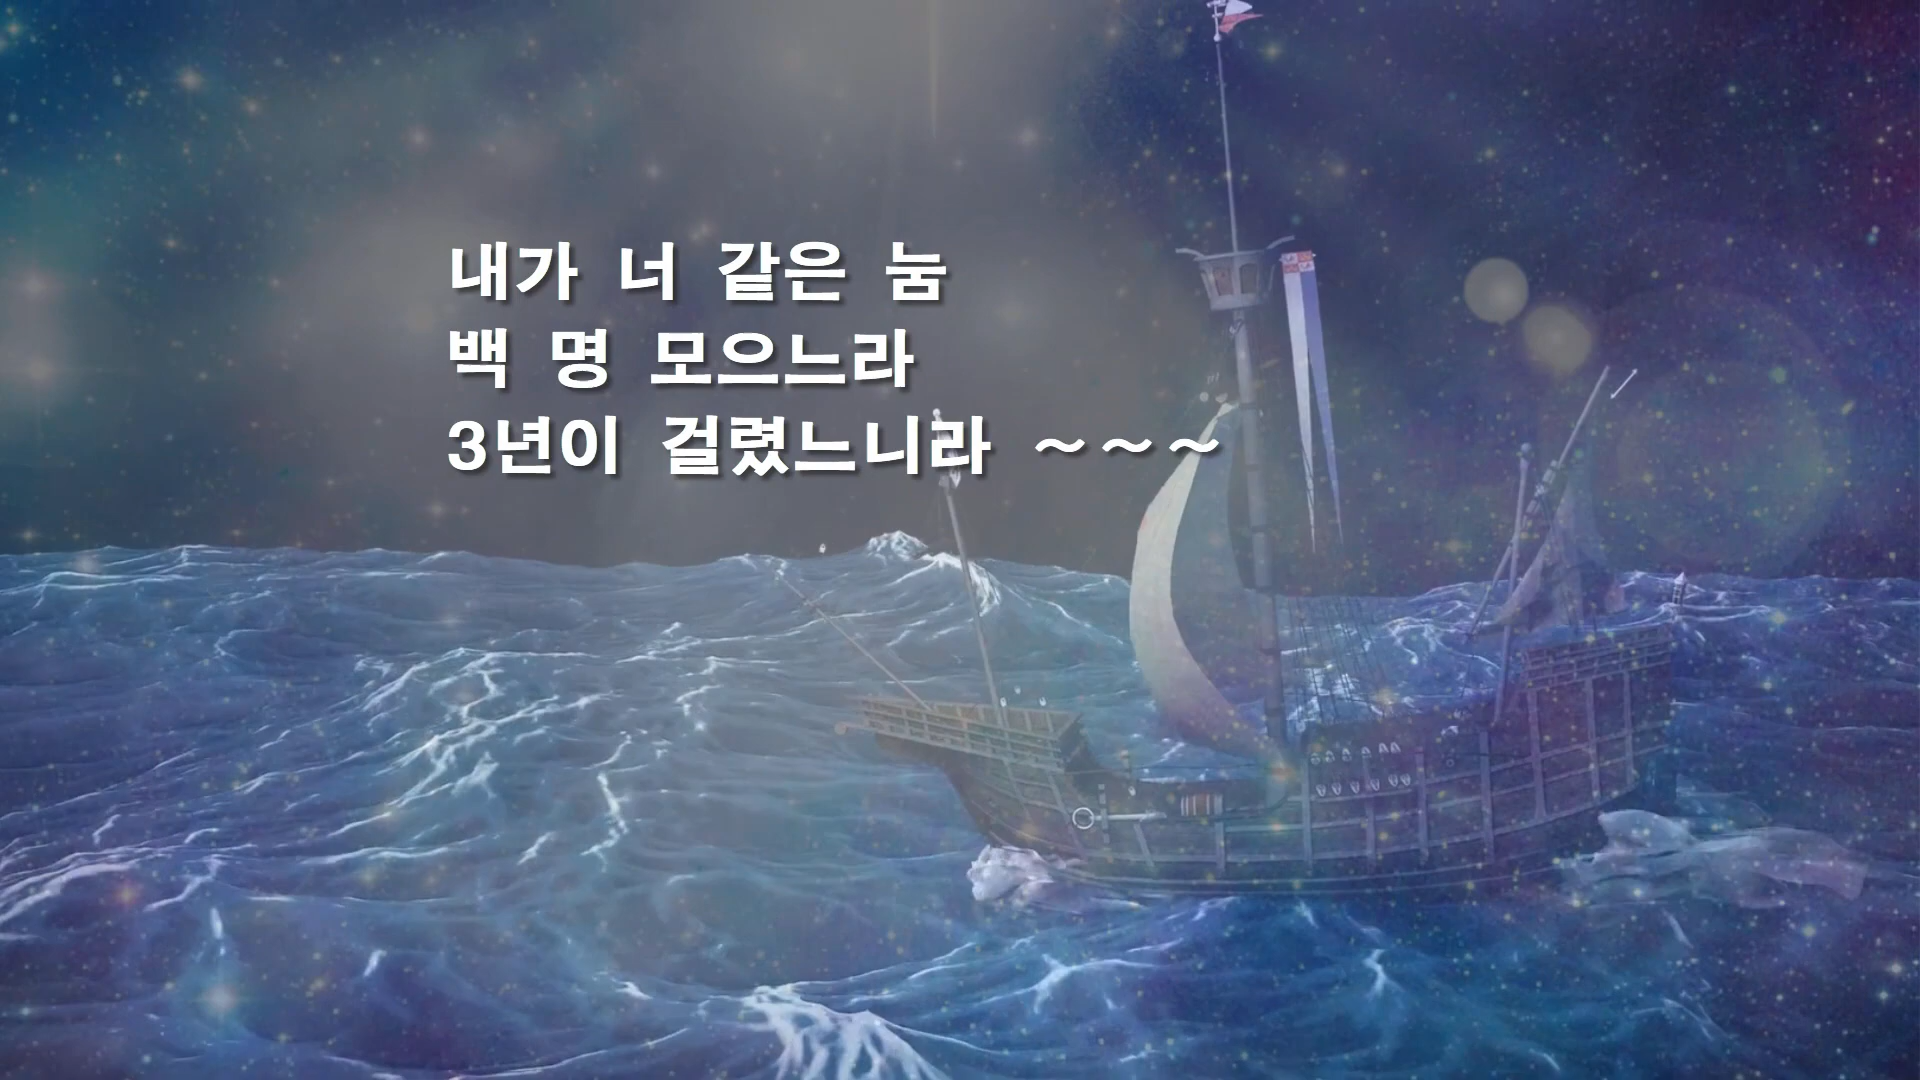 내가 너 같은 눔
백 명 모으느라
3년이 걸렸느니라 ~~~